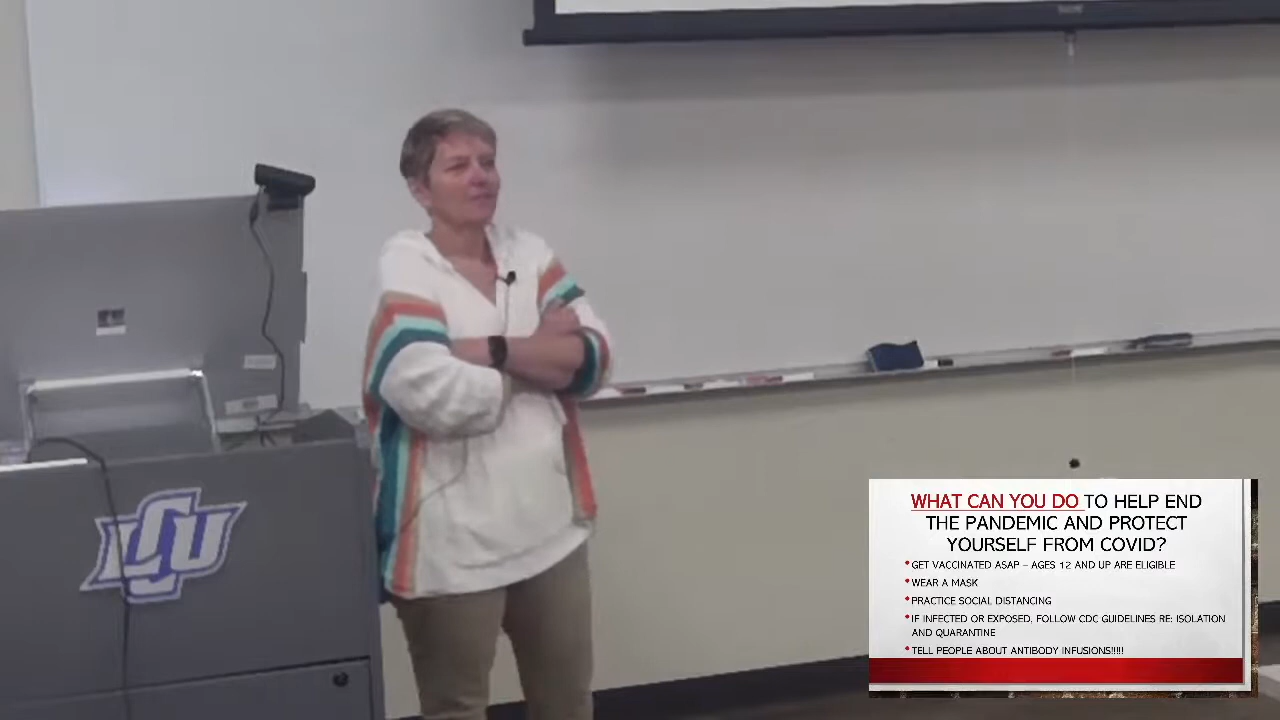 LCU
WHAT CAN YOU DO TO HELP END
THE PANDEMIC AND PROTECT
YOURSELF FROM COVID?
•GET VACCINATED ASAP – AGES 12 AND UP ARE ELIGIBLE
•WEAR A MASK
•PRACTICE SOCIAL DISTANCING
•IF INFECTED OR EXPOSED, FOLLOW CDC GUIDELINES RE: ISOLATION
AND QUARANTINE
•TELL PEOPLE ABOUT ANTIBODY INFUSIONS!!!!!